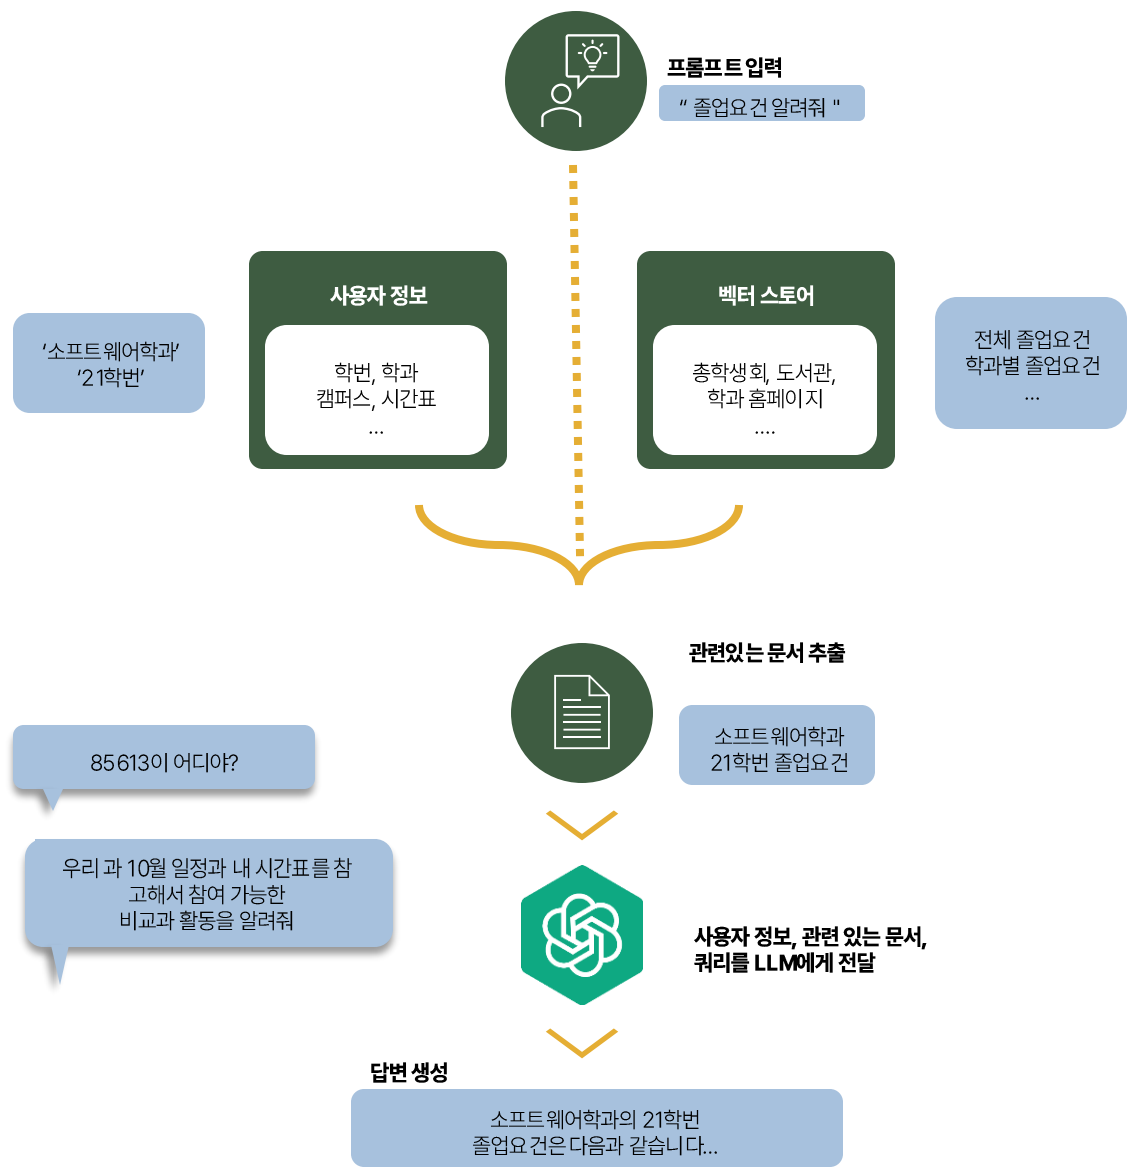 프롬프트 입력
“ 졸업요건 알려줘 "
사용자 정보
학번, 학과
캠퍼스, 시간표
...
벡터 스토어
총학생회, 도서관,
학과 홈페이지
....
‘소프트웨어학과’
‘21학번’
전체 졸업요건
학과별 졸업요건
...
관련있는 문서 추출
소프트웨어학과
21학번 졸업요건
85613이 어디야?
우리 과 10월 일정과 내 시간표를 참
고해서 참여 가능한
비교과 활동을 알려줘
사용자 정보, 관련 있는 문서,
쿼리를 LLM에게 전달
답변 생성
소프트웨어학과의 21학번
졸업요건은 다음과 같습니다...